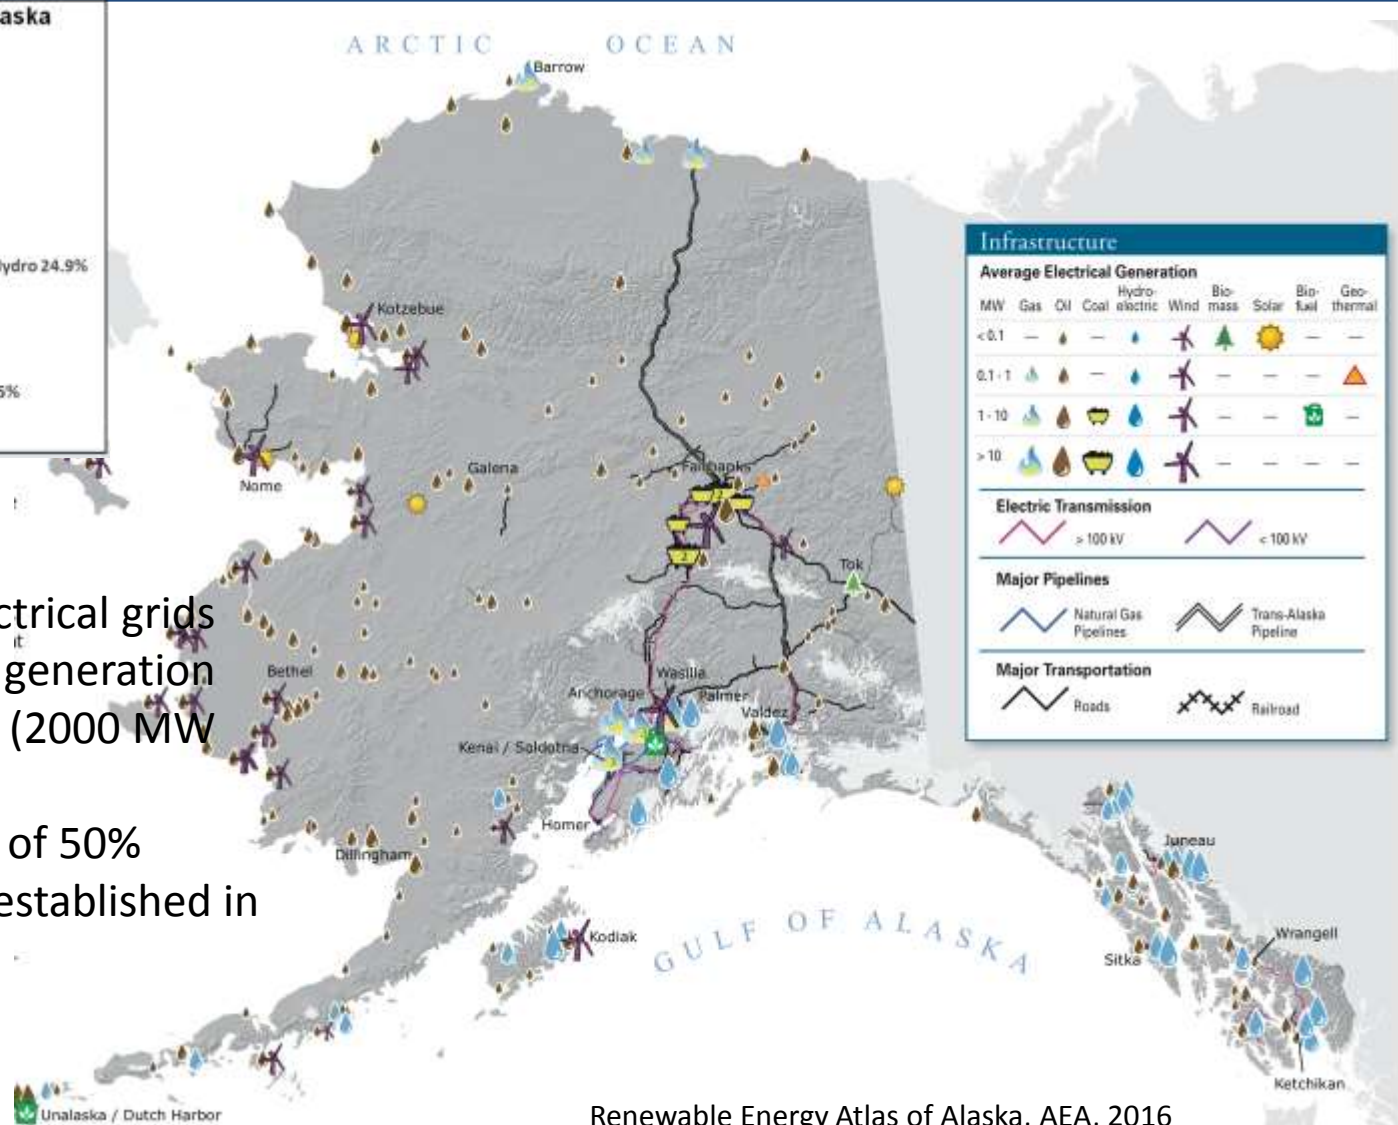 aska
ARCTIC OCEAN
Barrow
Hydro 24.9%
Kotzebue
5%
Nome
Galena
Fairbanks
Tok
Infrastructure
Average Electrical Generation
MW Gas Oil Coal Hydro-electric Wind Bio-mass Solar Bio-fuel Geo-thermal
< 0.1 — — — —
0.1 - 1 — — — —
1 - 10 — — —
> 10 — — — —
Electric Transmission
> 100 kV < 100 kV
Major Pipelines
Natural Gas Pipelines Trans-Alaska Pipeline
Major Transportation
Roads Railroad
ctrical grids
generation
(2000 MW
of 50%
established in
Bethel
Wasilla
Anchorage
Palmer
Valdez
Kenai / Soldotna
Homer
Dillingham
Kodiak
GULF OF ALASKA
Juneau
Sitka
Wrangell
Ketchikan
Unalaska / Dutch Harbor
Renewable Energy Atlas of Alaska. AEA. 2016